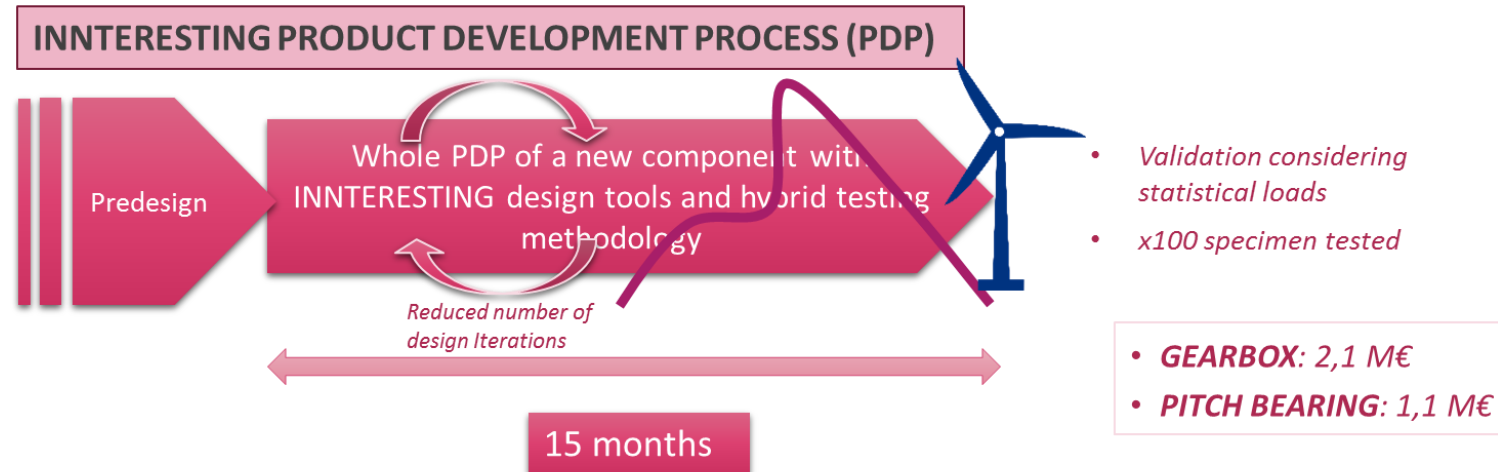 INNTERESTING PRODUCT DEVELOPMENT PROCESS (PDP)
Predesign
Whole PDP of a new component with
INNTERESTING design tools and hybrid testing
methodology
Reduced number of
design Iterations
15 months
• Validation considering
statistical loads
• x100 specimen tested
• GEARBOX: 2,1 M€
• PITCH BEARING: 1,1 M€